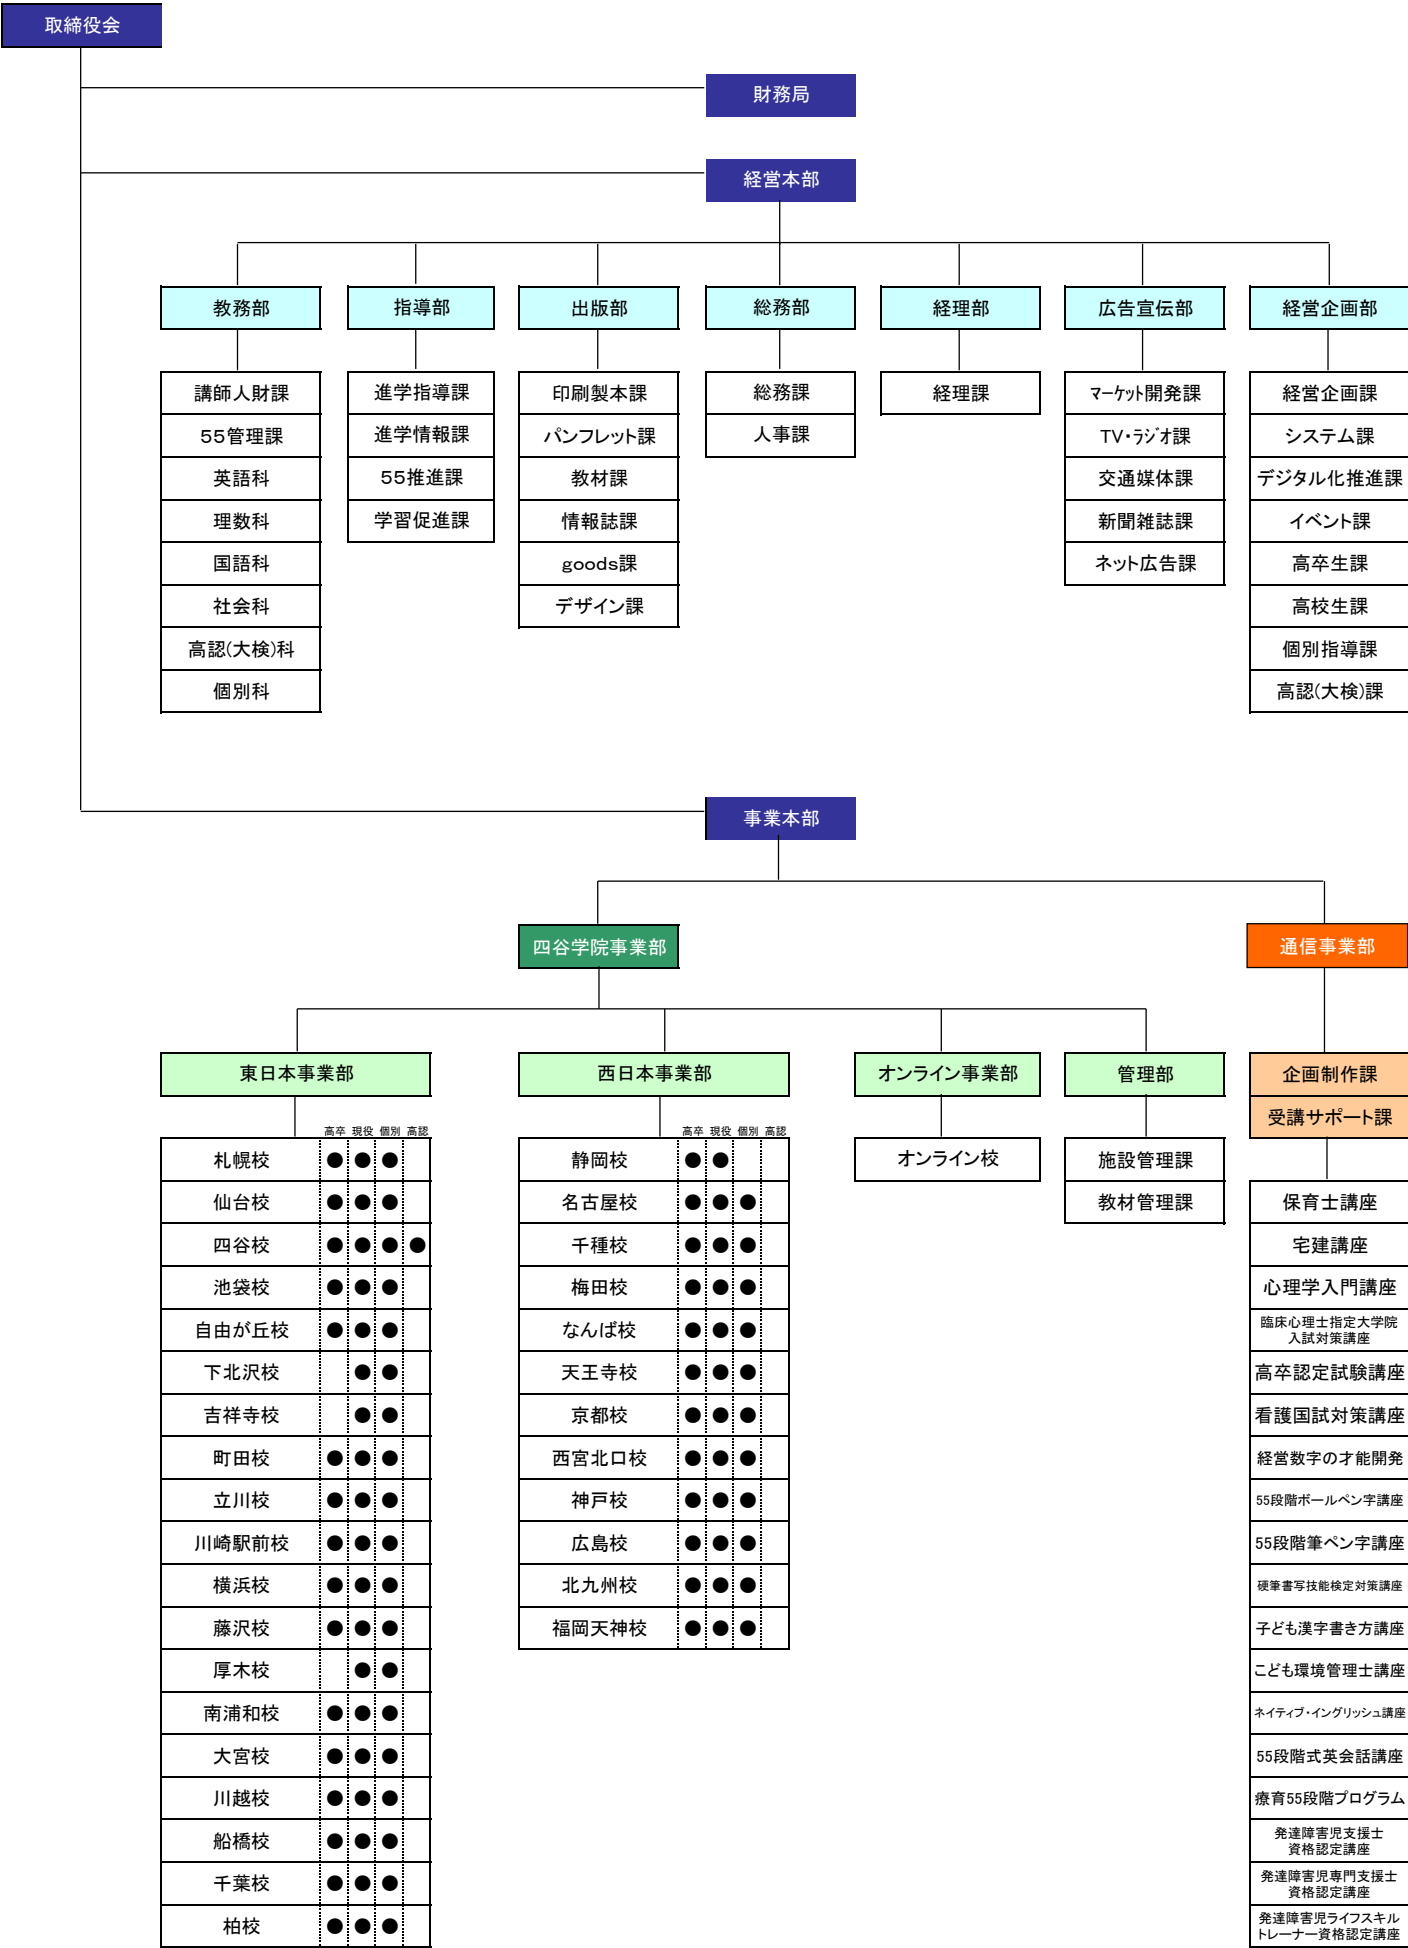 取締役会
財務局
経営本部
教務部
講師人財課
55管理課
英語科
理数科
国語科
社会科
高認(大検)科
個別科
指導部
進学指導課
進学情報課
55推進課
学習促進課
出版部
印刷製本課
パンフレット課
教材課
情報誌課
goods課
デザイン課
総務部
総務課
人事課
経理部
経理課
広告宣伝部
マーケット開発課
TV・ラジオ課
交通媒体課
新聞雑誌課
ネット広告課
経営企画部
経営企画課
システム課
デジタル化推進課
イベント課
高卒生課
高校生課
個別指導課
高認(大検)課
事業本部
四谷学院事業部
東日本事業部
高卒 現役 個別 高認
札幌校 ● ● ●
仙台校 ● ● ●
四谷校 ● ● ● ●
池袋校 ● ● ●
自由が丘校 ● ● ●
下北沢校 ● ●
吉祥寺校 ● ●
町田校 ● ● ●
立川校 ● ● ●
川崎駅前校 ● ● ●
横浜校 ● ● ●
藤沢校 ● ● ●
厚木校 ● ●
南浦和校 ● ● ●
大宮校 ● ● ●
川越校 ● ● ●
船橋校 ● ● ●
千葉校 ● ● ●
柏校 ● ● ●
西日本事業部
高卒 現役 個別 高認
静岡校 ● ●
名古屋校 ● ● ●
千種校 ● ● ●
梅田校 ● ● ●
なんば校 ● ● ●
天王寺校 ● ● ●
京都校 ● ● ●
西宮北口校 ● ● ●
神戸校 ● ● ●
広島校 ● ● ●
北九州校 ● ● ●
福岡天神校 ● ● ●
オンライン事業部
オンライン校
管理部
施設管理課
教材管理課
通信事業部
企画制作課
受講サポート課
保育士講座
宅建講座
心理学入門講座
臨床心理士指定大学院
入試対策講座
高卒認定試験講座
看護国試対策講座
経営数字の才能開発
55段階ボールペン字講座
55段階筆ペン字講座
硬筆書写技能検定対策講座
子ども漢字書き方講座
こども環境管理士講座
ネイティブ・イングリッシュ講座
55段階式英会話講座
療育55段階プログラム
発達障害児支援士
資格認定講座
発達障害児専門支援士
資格認定講座
発達障害児ライフスキル
トレーナー資格認定講座